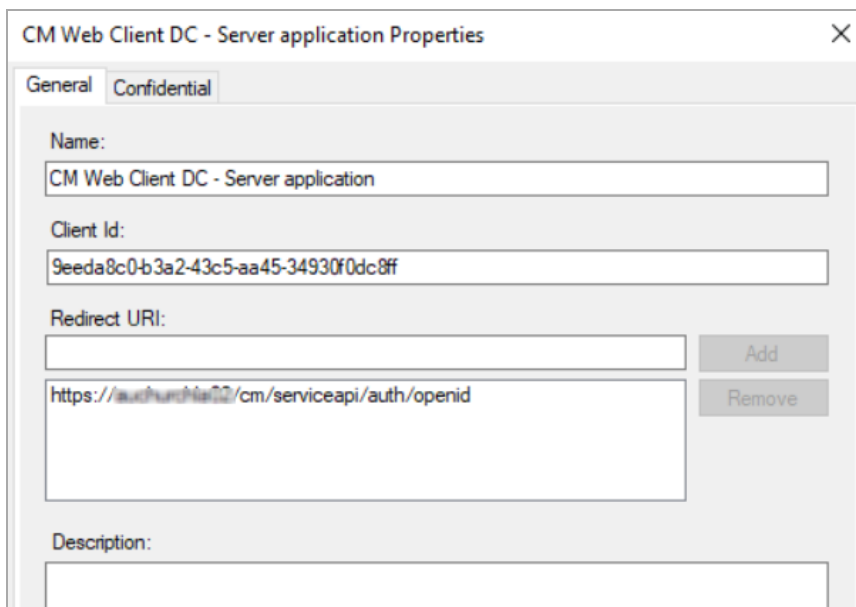 CM Web Client DC - Server application Properties
General Confidential
Name:
CM Web Client DC - Server application
Client Id:
9eeda8c0-b3a2-43c5-aa45-34930f0dc8ff
Redirect URI:
Add
https:// /cm/serviceapi/auth/openid
Remove
Description: